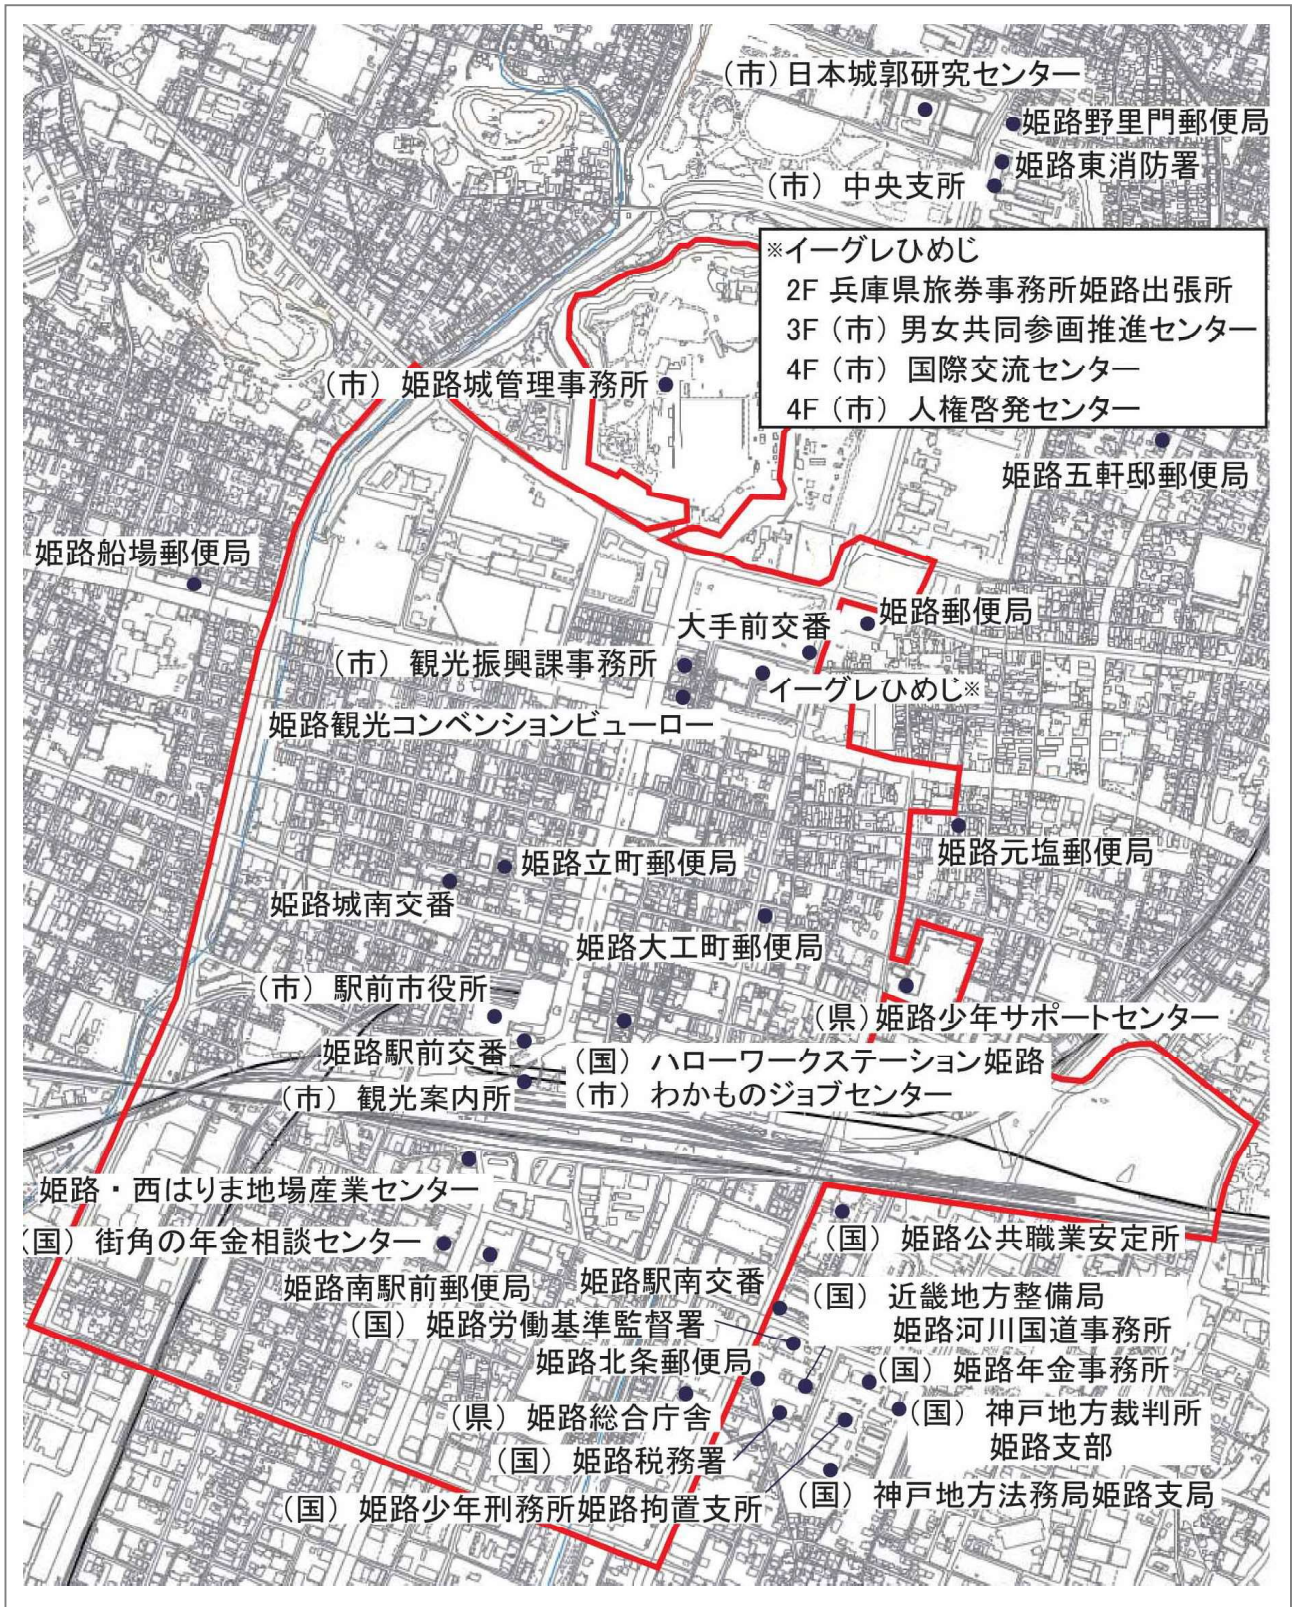 (市)日本城郭研究センター
姫路野里門郵便局
姫路東消防署
(市) 中央支所
※イーグレひめじ
2F 兵庫県旅券事務所姫路出張所
3F (市) 男女共同参画推進センター
4F (市) 国際交流センター
4F (市) 人権啓発センター
(市) 姫路城管理事務所
姫路五軒邸郵便局
姫路船場郵便局
姫路郵便局
大手前交番
(市) 観光振興課事務所
イーグレひめじ※
姫路観光コンベンションビューロー
姫路元塩郵便局
姫路立町郵便局
姫路城南交番
姫路大工町郵便局
(市) 駅前市役所
(県)姫路少年サポートセンター
姫路駅前交番
(国) ハローワークステーション姫路
(市) わかものジョブセンター
(市) 観光案内所
姫路・西はりま地場産業センター
(国) 街角の年金相談センター
(国) 姫路公共職業安定所
姫路南駅前郵便局
姫路駅南交番
(国) 近畿地方整備局
姫路河川国道事務所
(国) 姫路労働基準監督署
姫路北条郵便局
(国) 姫路年金事務所
(県) 姫路総合庁舎
(国) 神戸地方裁判所
姫路支部
(国) 姫路税務署
(国) 姫路少年刑務所姫路拘置支所
(国) 神戸地方法務局姫路支局